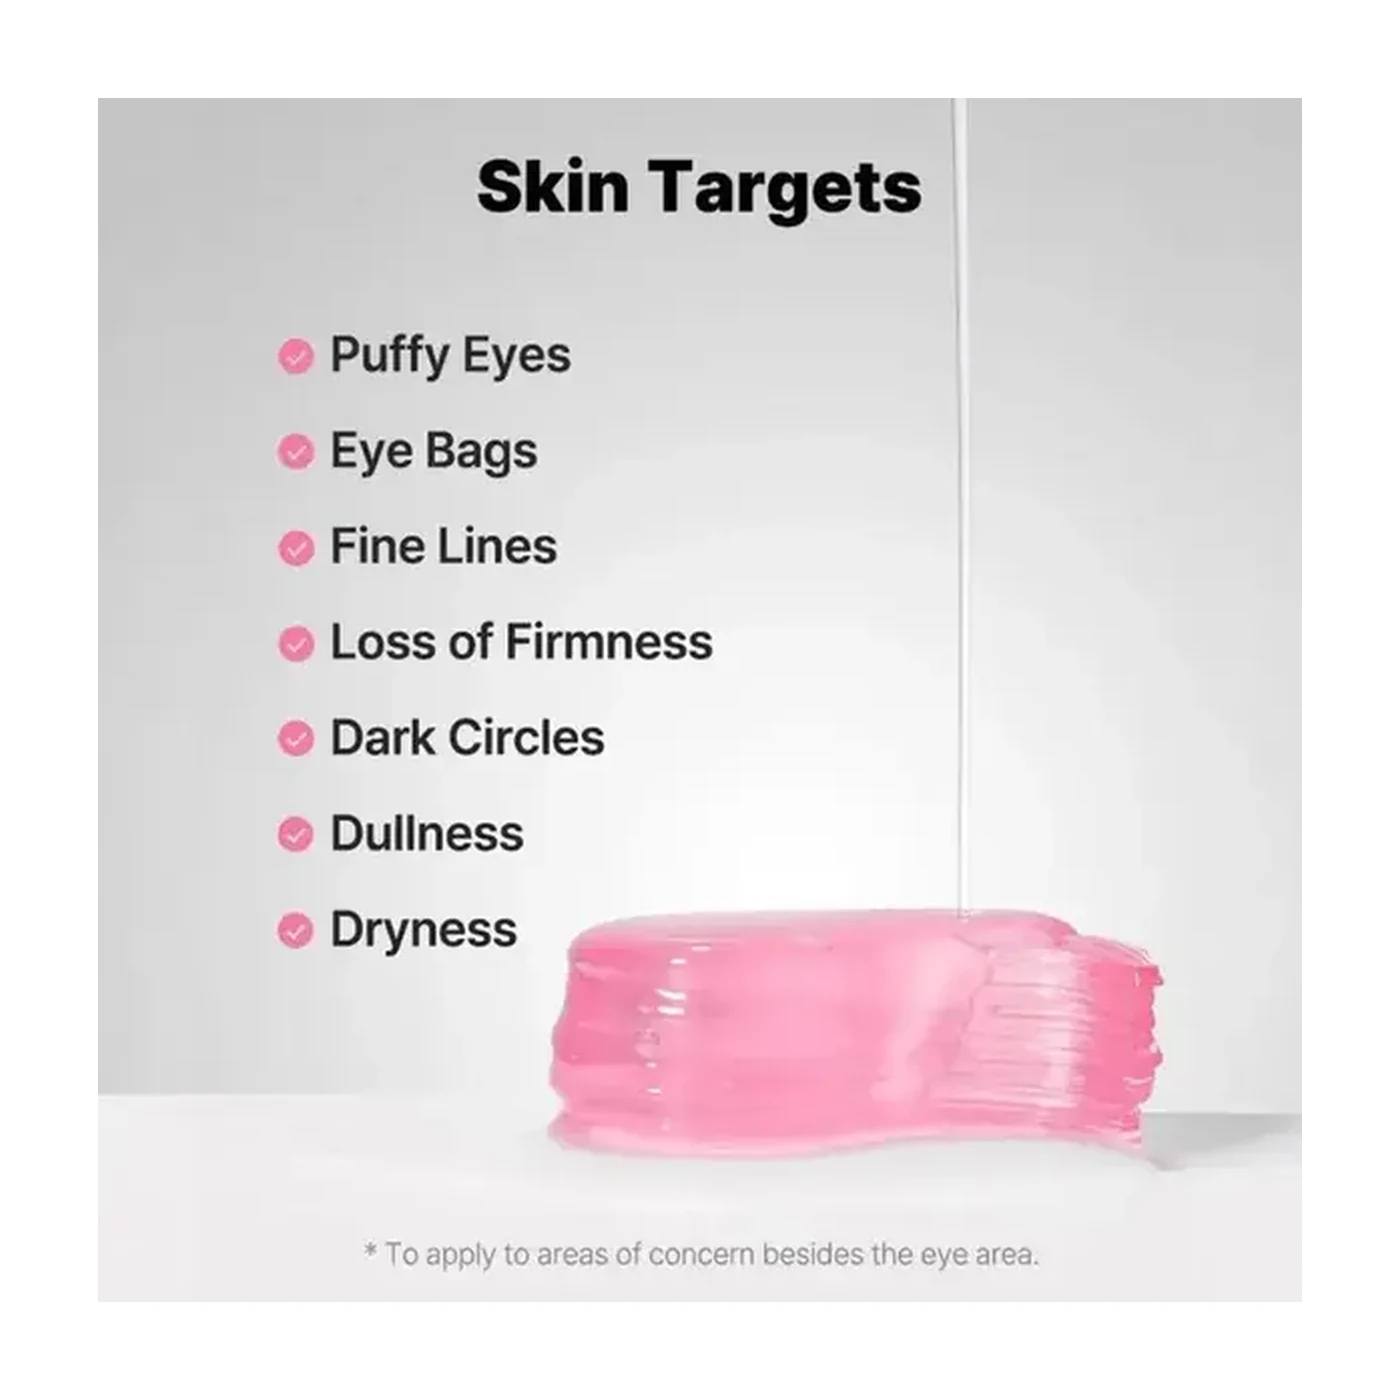 Skin Targets
Puffy Eyes
Eye Bags
Fine Lines
Loss of Firmness
Dark Circles
Dullness
Dryness
* To apply to areas of concern besides the eye area.